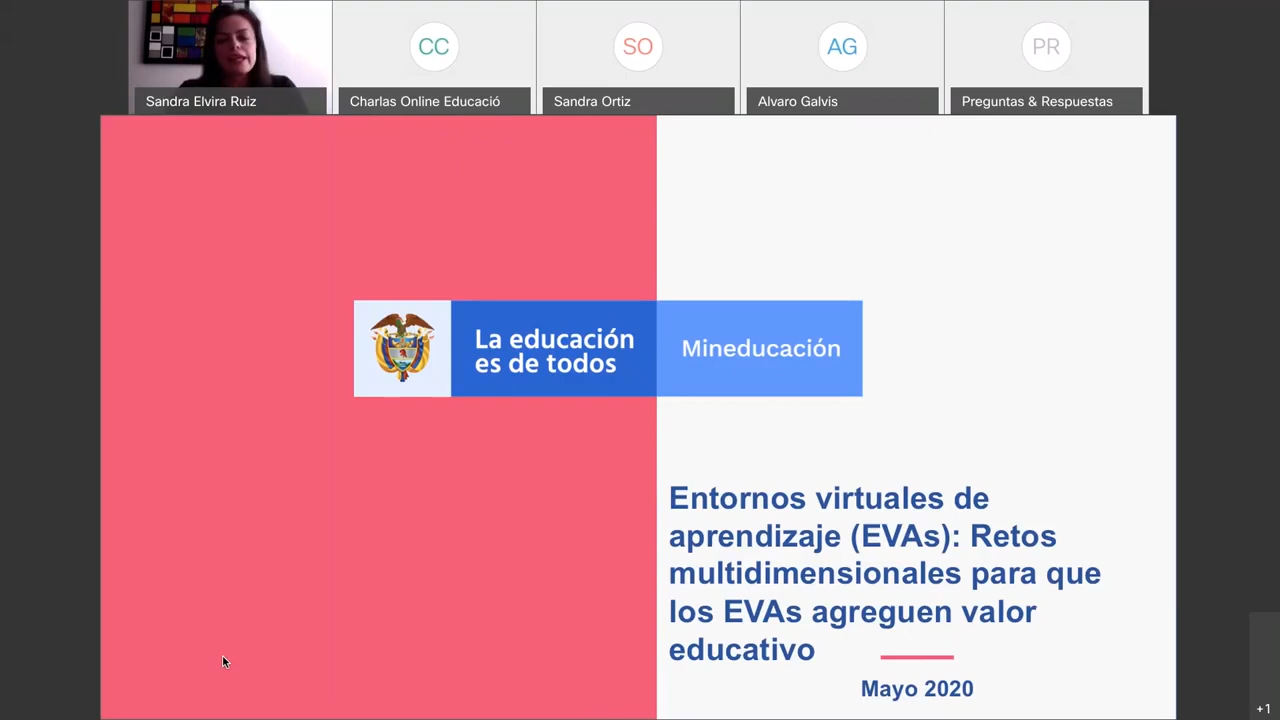 CC
SO
AG
PR
Sandra Elvira Ruiz
Charlas Online Educació
Sandra Ortiz
Alvaro Galvis
Preguntas & Respuestas
La educación
es de todos
Mineducación
Entornos virtuales de
aprendizaje (EVAs): Retos
multidimensionales para que
los EVAs agreguen valor
educativo
Mayo 2020
+1